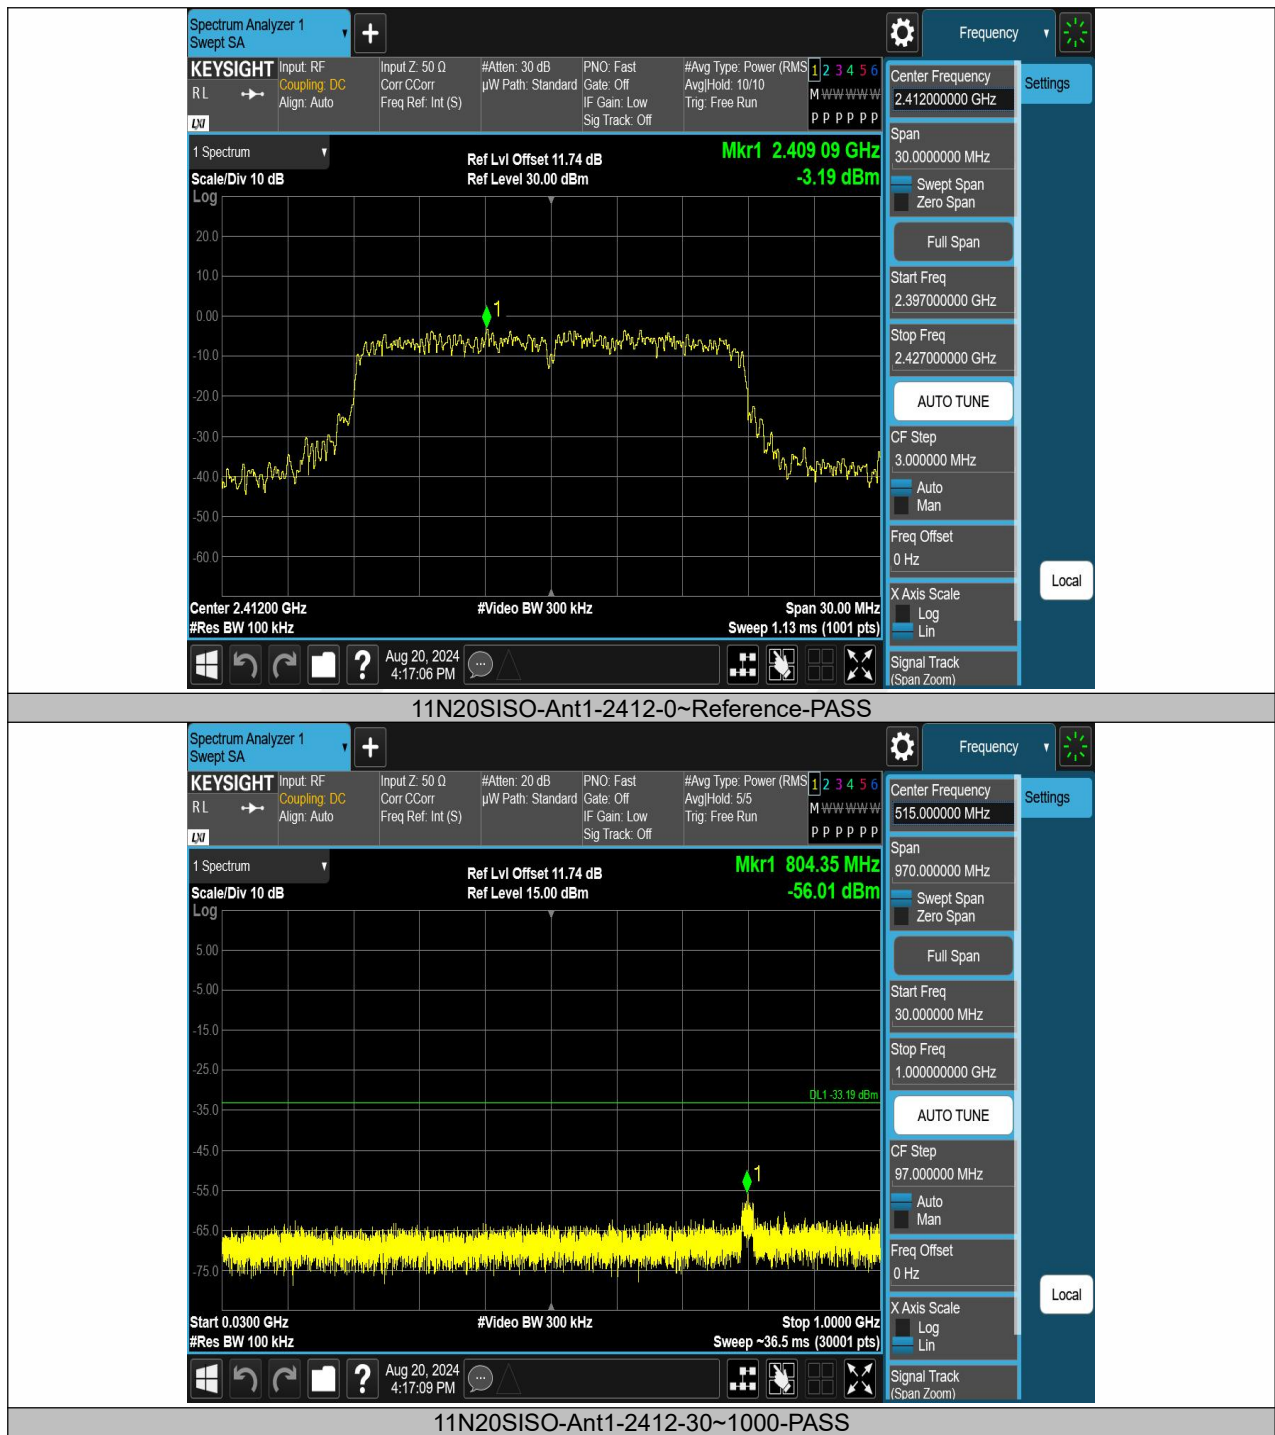 Spectrum Analyzer 1
Swept SA
+
Frequency
KEYSIGHT
RL
LXI
Input: RF
Coupling: DC
Align: Auto
Input Z: 50 Ω
Corr CCorr
Freq Ref: Int (S)
#Atten: 30 dB
µW Path: Standard
PNO: Fast
Gate: Off
IF Gain: Low
Sig Track: Off
#Avg Type: Power (RMS
Avg|Hold: 10/10
Trig: Free Run
1 2 3 4 5 6
M W W W W W
P P P P P P
Center Frequency
2.412000000 GHz
Settings
1 Spectrum
Scale/Div 10 dB
Ref Lvl Offset 11.74 dB
Ref Level 30.00 dBm
Mkr1 2.409 09 GHz
-3.19 dBm
Span
30.0000000 MHz
Swept Span
Zero Span
Full Span
Start Freq
2.397000000 GHz
Stop Freq
2.427000000 GHz
AUTO TUNE
CF Step
3.000000 MHz
Auto
Man
Freq Offset
0 Hz
X Axis Scale
Log
Lin
Signal Track
(Span Zoom)
Local
Log
20.0
10.0
0.00
-10.0
-20.0
-30.0
-40.0
-50.0
-60.0
1
Center 2.41200 GHz
#Res BW 100 kHz
#Video BW 300 kHz
Span 30.00 MHz
Sweep 1.13 ms (1001 pts)
?
Aug 20, 2024
4:17:06 PM
11N20SISO-Ant1-2412-0~Reference-PASS
Spectrum Analyzer 1
Swept SA
+
Frequency
KEYSIGHT
RL
LXI
Input: RF
Coupling: DC
Align: Auto
Input Z: 50 Ω
Corr CCorr
Freq Ref: Int (S)
#Atten: 20 dB
µW Path: Standard
PNO: Fast
Gate: Off
IF Gain: Low
Sig Track: Off
#Avg Type: Power (RMS
Avg|Hold: 5/5
Trig: Free Run
1 2 3 4 5 6
M W W W W W
P P P P P P
Center Frequency
515.000000 MHz
Settings
1 Spectrum
Scale/Div 10 dB
Ref Lvl Offset 11.74 dB
Ref Level 15.00 dBm
Mkr1 804.35 MHz
-56.01 dBm
Span
970.000000 MHz
Swept Span
Zero Span
Full Span
Start Freq
30.000000 MHz
Stop Freq
1.000000000 GHz
AUTO TUNE
CF Step
97.000000 MHz
Auto
Man
Freq Offset
0 Hz
X Axis Scale
Log
Lin
Signal Track
(Span Zoom)
Local
Log
5.00
-5.00
-15.0
-25.0
-35.0
-45.0
-55.0
-65.0
-75.0
DL1 -33.19 dBm
1
Start 0.0300 GHz
#Res BW 100 kHz
#Video BW 300 kHz
Stop 1.0000 GHz
Sweep ~36.5 ms (30001 pts)
?
Aug 20, 2024
4:17:09 PM
11N20SISO-Ant1-2412-30~1000-PASS